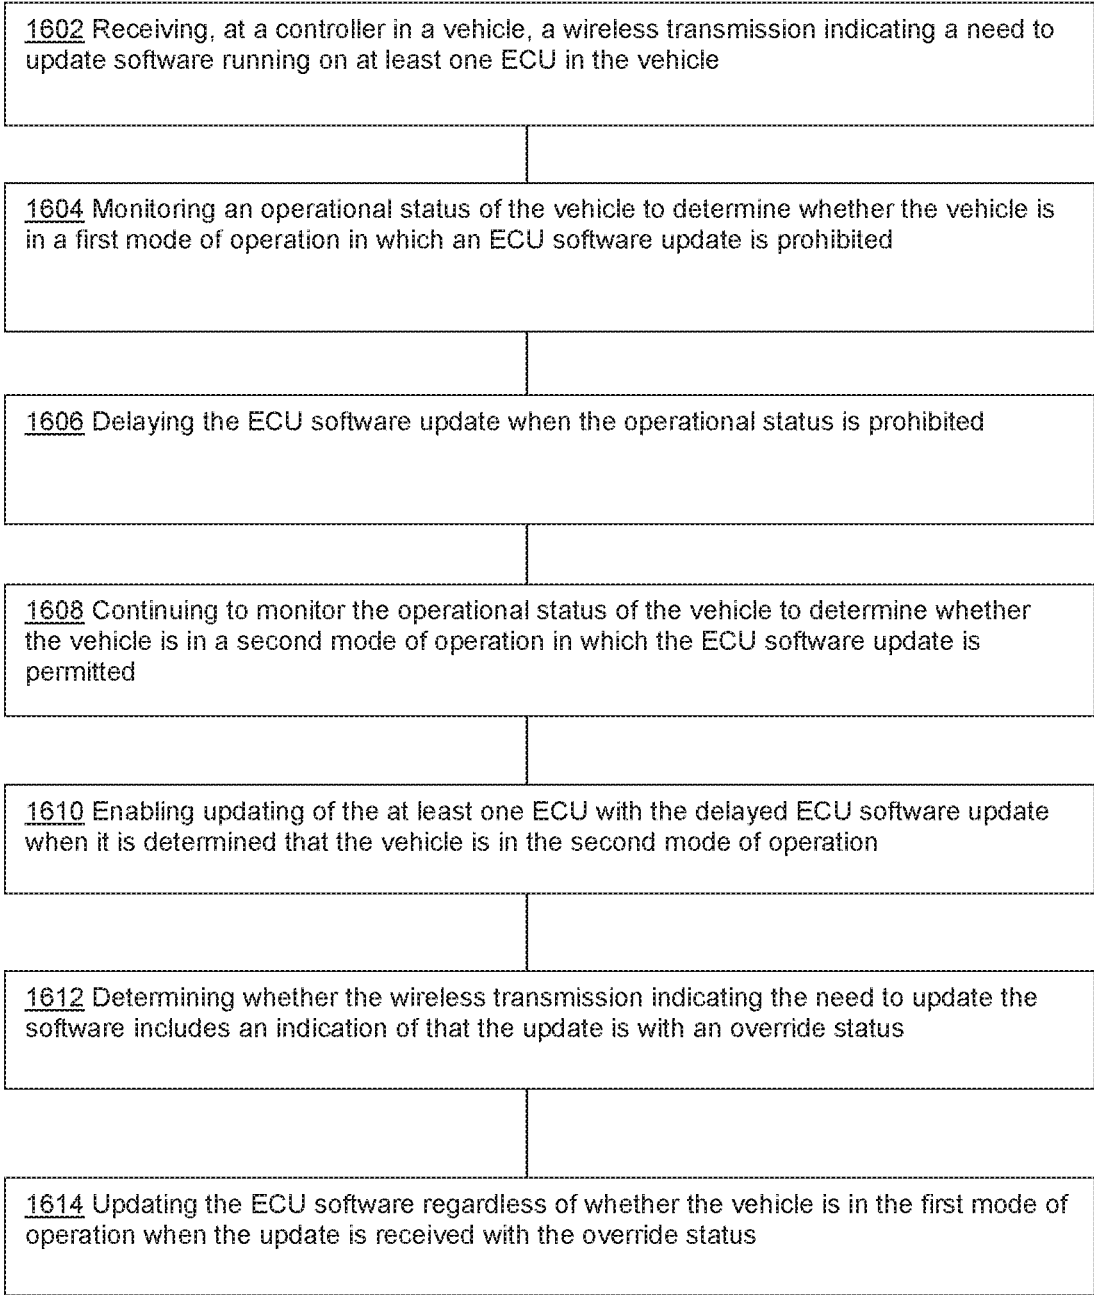 1602 Receiving, at a controller in a vehicle, a wireless transmission indicating a need to
update software running on at least one ECU in the vehicle
1604 Monitoring an operational status of the vehicle to determine whether the vehicle is
in a first mode of operation in which an ECU software update is prohibited
1606 Delaying the ECU software update when the operational status is prohibited
1608 Continuing to monitor the operational status of the vehicle to determine whether
the vehicle is in a second mode of operation in which the ECU software update is
permitted
1610 Enabling updating of the at least one ECU with the delayed ECU software update
when it is determined that the vehicle is in the second mode of operation
1612 Determining whether the wireless transmission indicating the need to update the
software includes an indication of that the update is with an override status
1614 Updating the ECU software regardless of whether the vehicle is in the first mode of
operation when the update is received with the override status